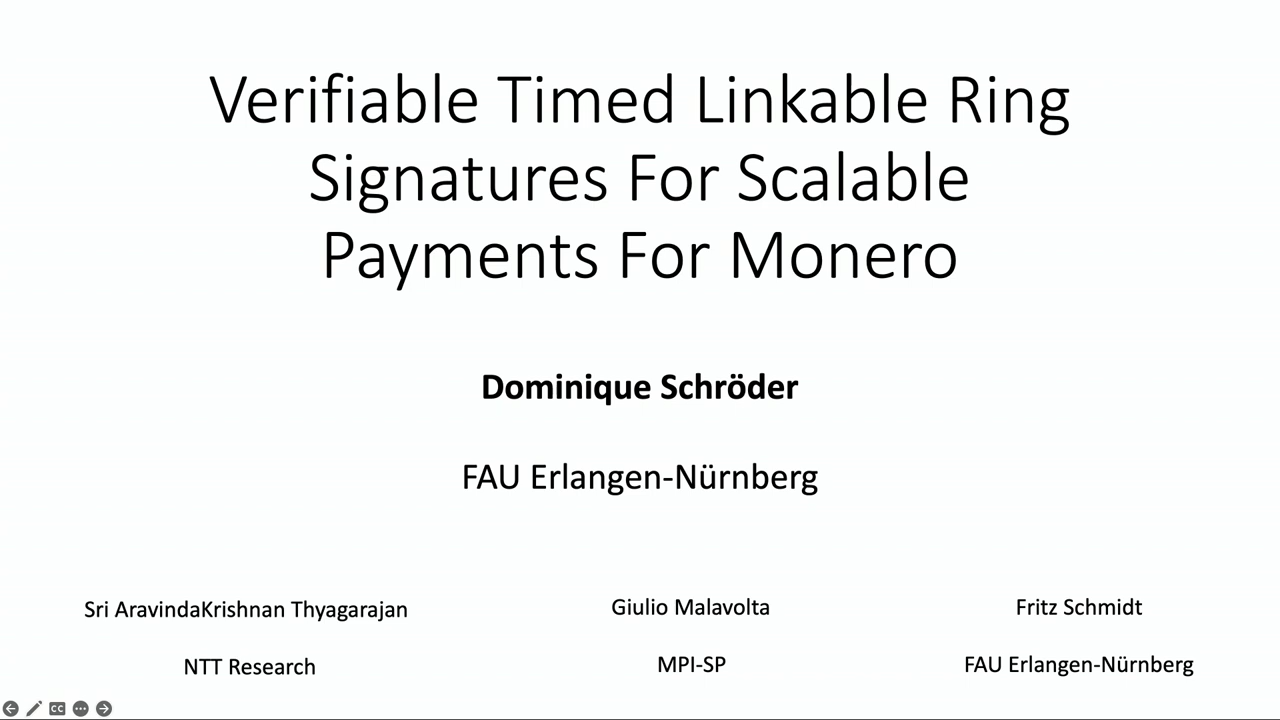 Verifiable Timed Linkable Ring
Signatures For Scalable
Payments For Monero
Dominique Schröder
FAU Erlangen-Nürnberg
Sri AravindaKrishnan Thyagarajan
NTT Research
Giulio Malavolta
MPI-SP
Fritz Schmidt
FAU Erlangen-Nürnberg
CC